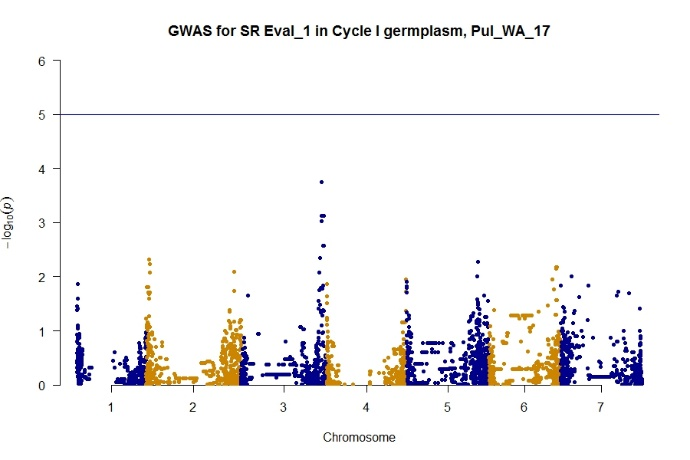 GWAS for SR Eval_1 in Cycle I germplasm, Pul_WA_17
6
5
4
3
2
1
0
−log10(p)
1 2 3 4 5 6 7
Chromosome